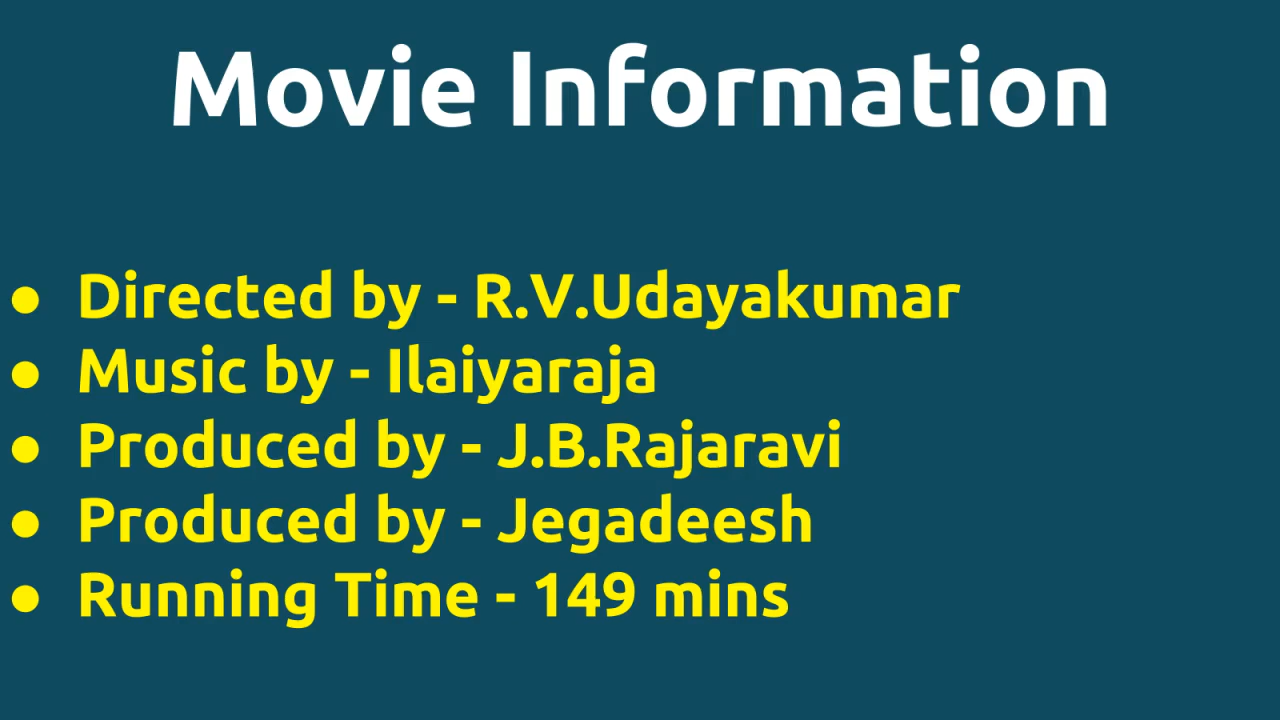 Movie Information
● Directed by - R.V.Udayakumar
● Music by - Ilaiyaraja
● Produced by - J.B.Rajaravi
● Produced by - Jegadeesh
● Running Time - 149 mins